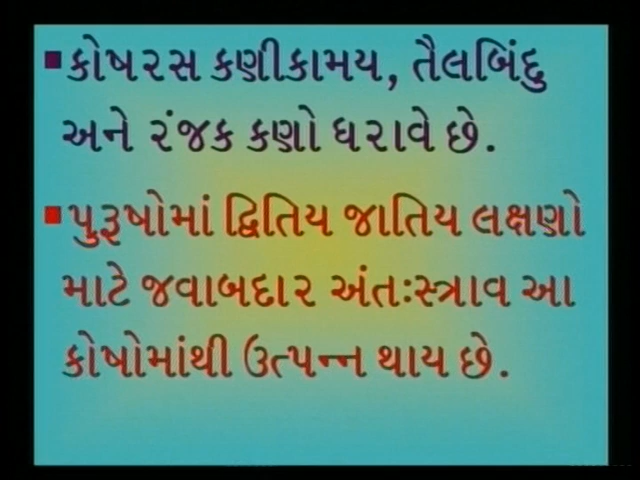 ▪કોષરસ કણીકામય, તૈલબિંદુ
અને રંજક કણો ધરાવે છે.
▪પુરૂષોમાં દ્વિતિય જાતિય લક્ષણો
માટે જવાબદાર અંતઃસ્ત્રાવ આ
કોષોમાંથી ઉત્પન્ન થાય છે.